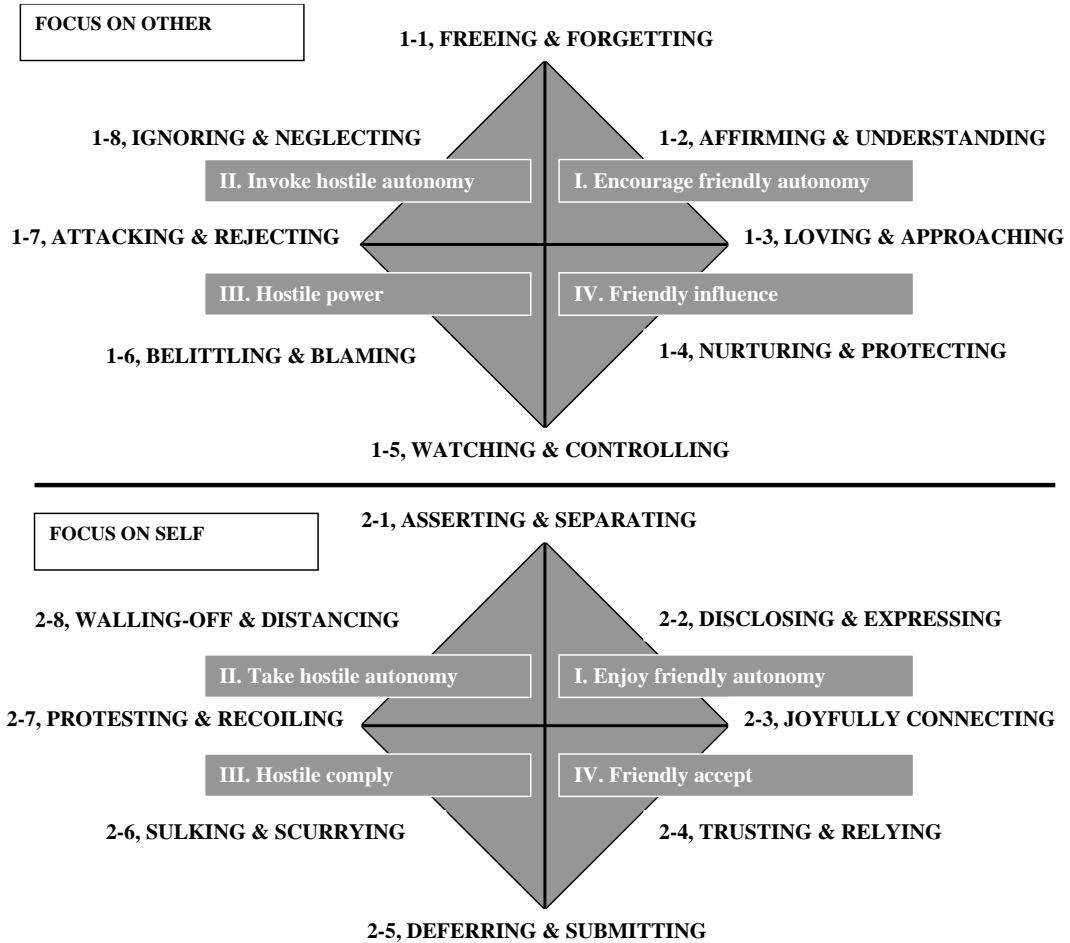 FOCUS ON OTHER
1-1, FREEING & FORGETTING
1-8, IGNORING & NEGLECTING
1-2, AFFIRMING & UNDERSTANDING
II. Invoke hostile autonomy
I. Encourage friendly autonomy
1-7, ATTACKING & REJECTING
1-3, LOVING & APPROACHING
III. Hostile power
IV. Friendly influence
1-6, BELITTLING & BLAMING
1-4, NURTURING & PROTECTING
1-5, WATCHING & CONTROLLING
FOCUS ON SELF
2-1, ASSERTING & SEPARATING
2-8, WALLING-OFF & DISTANCING
2-2, DISCLOSING & EXPRESSING
II. Take hostile autonomy
I. Enjoy friendly autonomy
2-7, PROTESTING & RECOILING
2-3, JOYFULLY CONNECTING
III. Hostile comply
IV. Friendly accept
2-6, SULKING & SCURRYING
2-4, TRUSTING & RELYING
2-5, DEFERRING & SUBMITTING